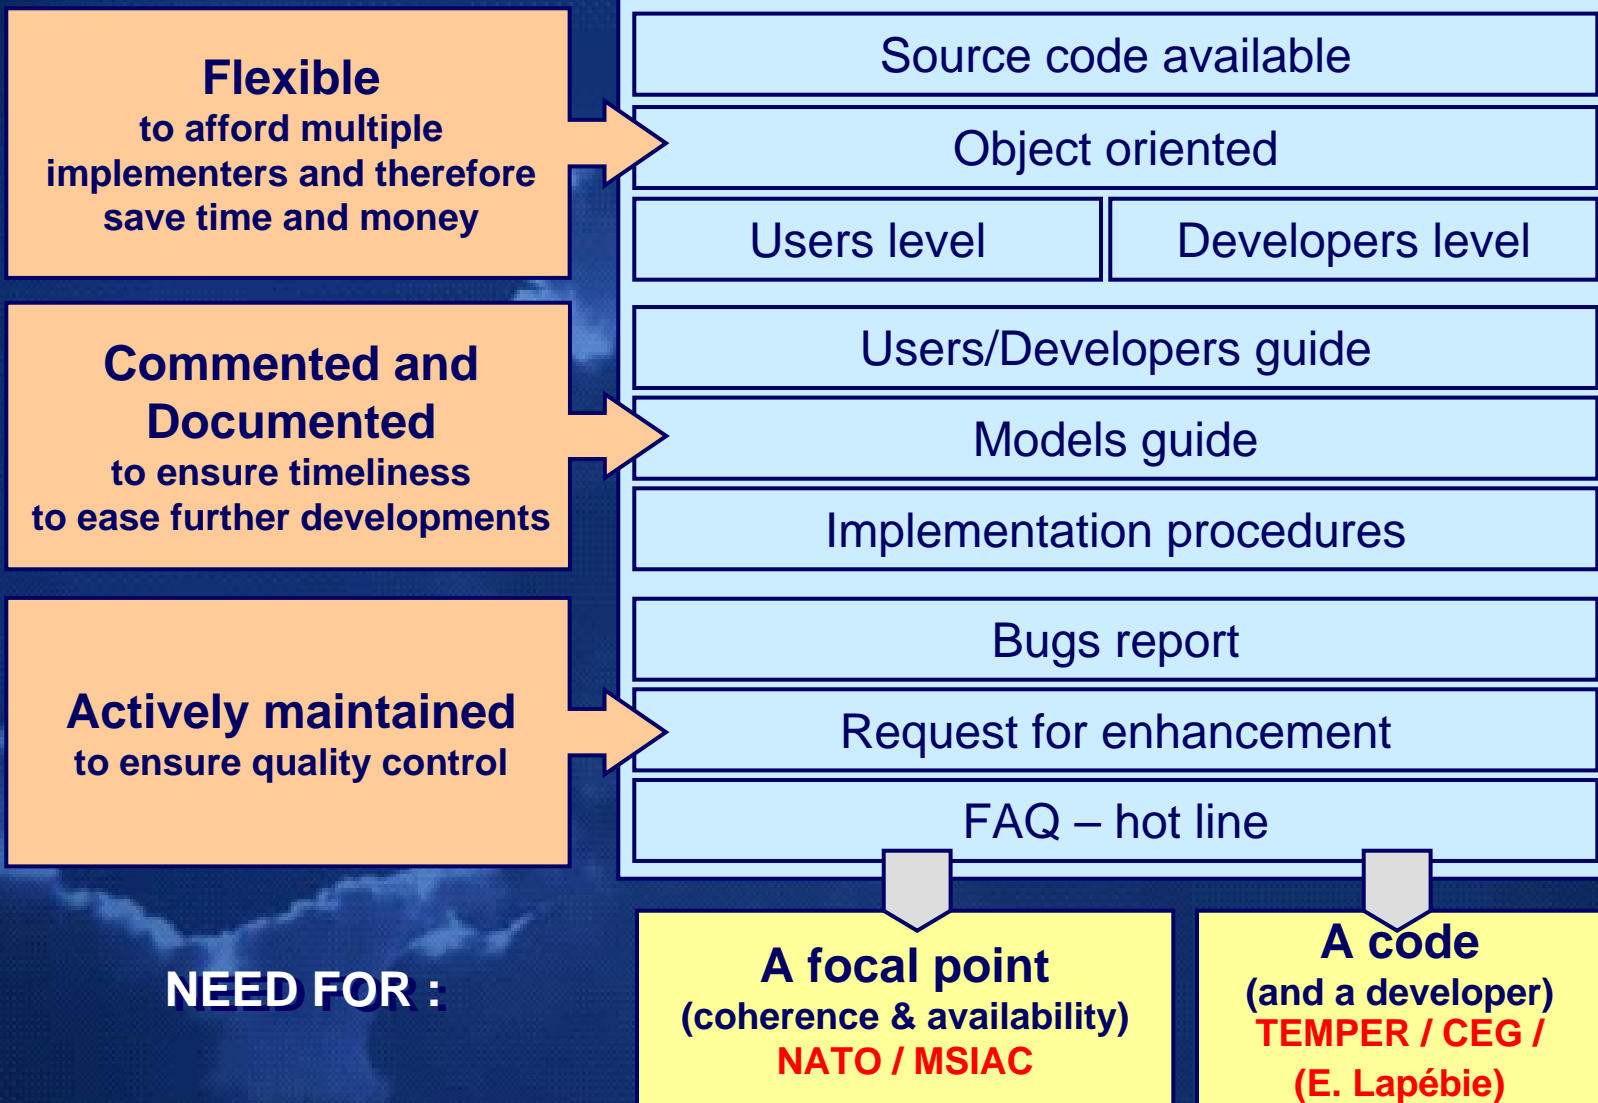 Flexible
to afford multiple
implementers and therefore
save time and money
Source code available
Object oriented
Users level
Developers level
Commented and
Documented
to ensure timeliness
to ease further developments
Users/Developers guide
Models guide
Implementation procedures
Actively maintained
to ensure quality control
Bugs report
Request for enhancement
FAQ – hot line
NEED FOR :
A focal point
(coherence & availability)
NATO / MSIAC
A code
(and a developer)
TEMPER / CEG /
(E. Lapébie)